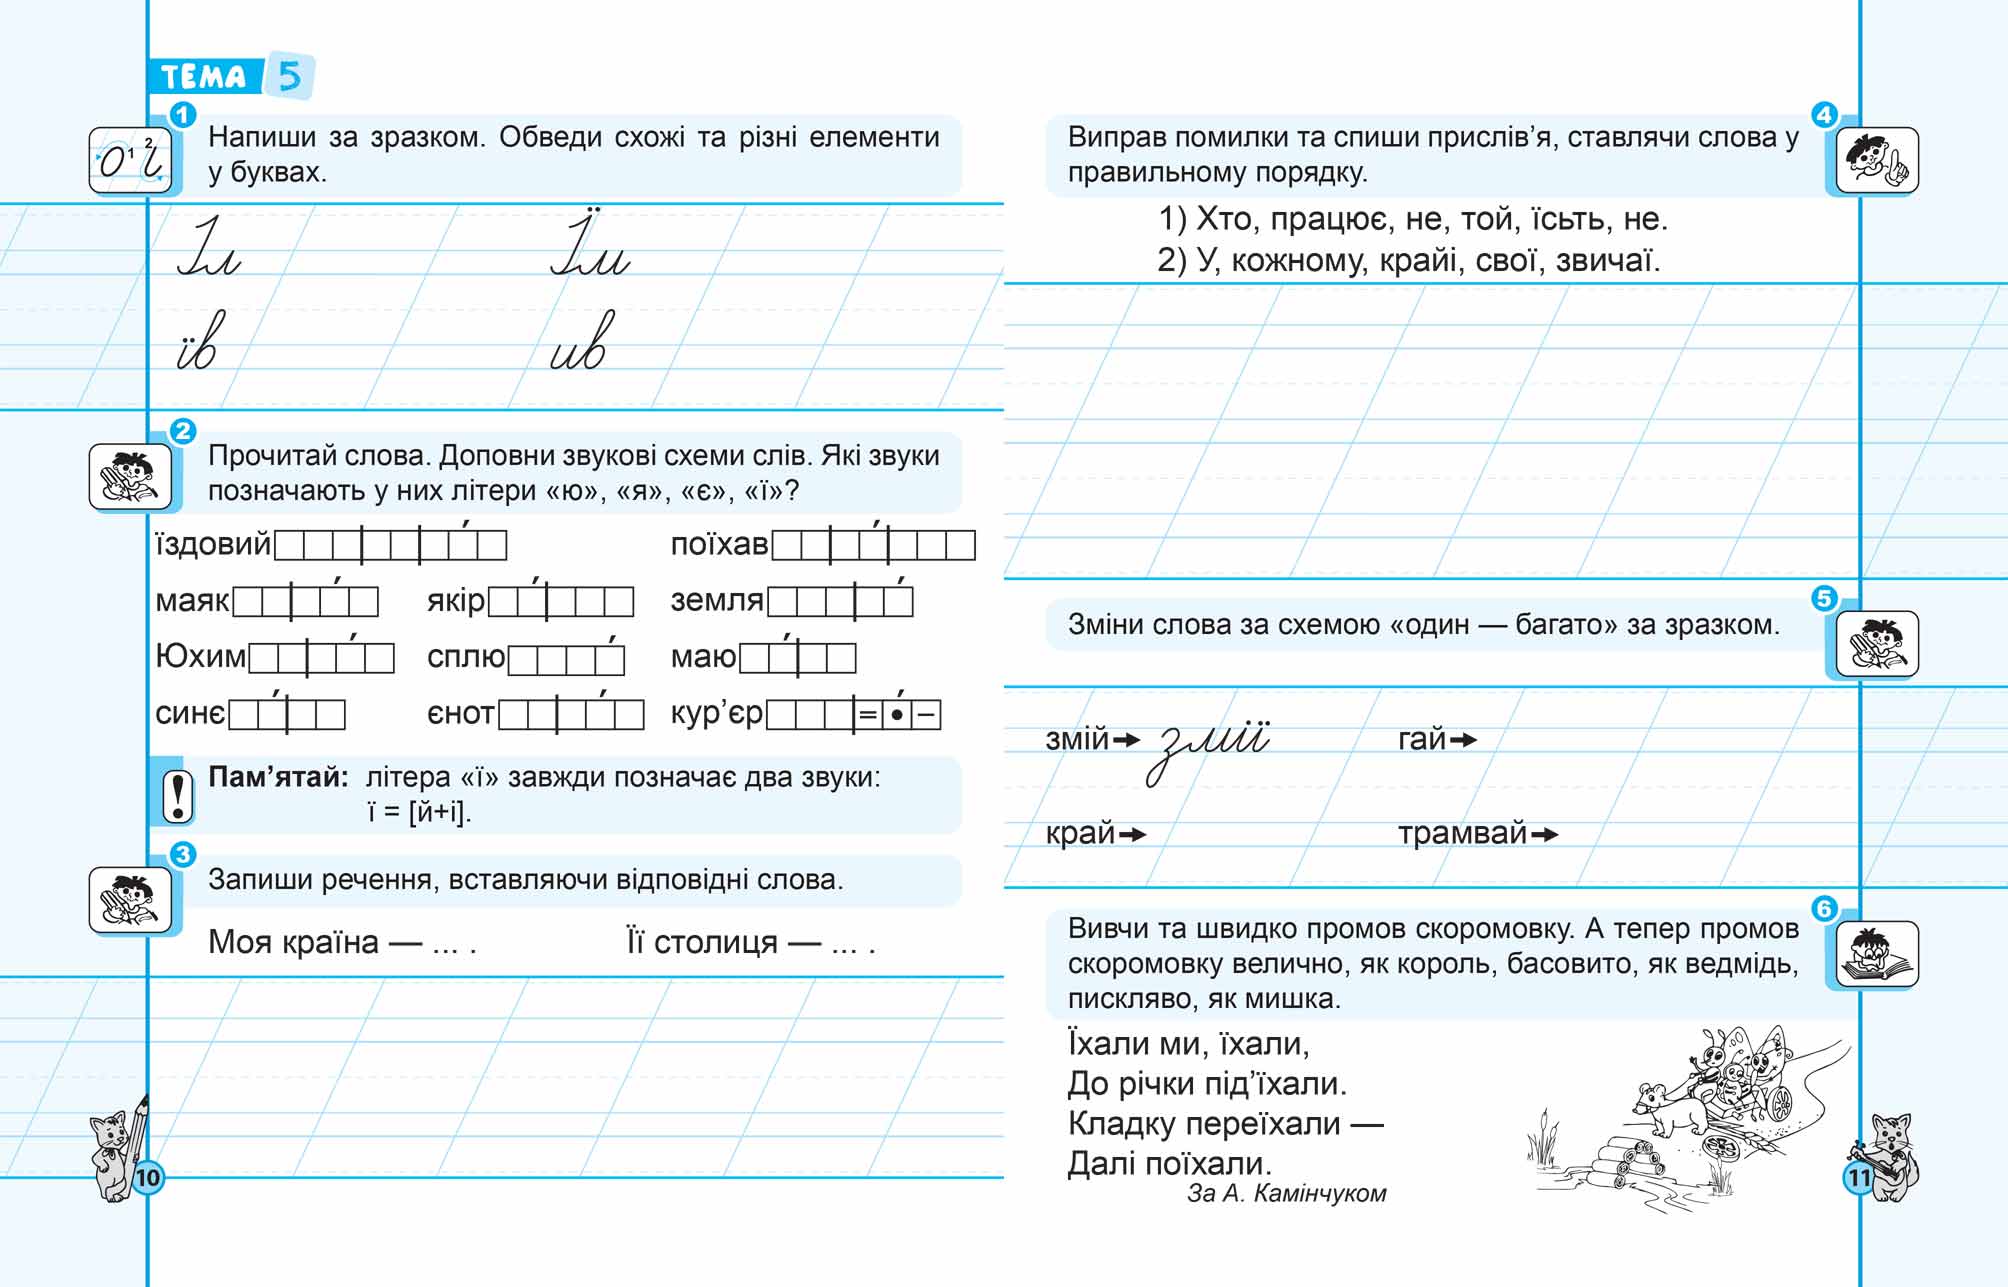 ТЕМА 5
1
Напиши за зразком. Обведи схожі та різні елементи
у буквах.
1 2
Їл Їш
їв ив
2
Прочитай слова. Доповни звукові схеми слів. Які звуки
позначають у них літери «ю», «я», «є», «ї»?
їздовий поїхав
маяк якір земля
Юхим сплю маю
синє єнот кур’єр = • –
! Пам’ятай: літера «ї» завжди позначає два звуки:
ї = [й+і].
3
Запиши речення, вставляючи відповідні слова.
Моя країна — ... . Її столиця — ... .
10
4
Виправ помилки та спиши прислів’я, ставлячи слова у
правильному порядку.
1) Хто, працює, не, той, їсьть, не.
2) У, кожному, крайі, свої, звичаї.
5
Зміни слова за схемою «один — багато» за зразком.
змій➔ змії гай➔
край➔ трамвай➔
6
Вивчи та швидко промов скоромовку. А тепер промов
скоромовку велично, як король, басовито, як ведмідь,
пискляво, як мишка.
Їхали ми, їхали,
До річки під’їхали.
Кладку переїхали —
Далі поїхали.
За А. Камінчуком
11